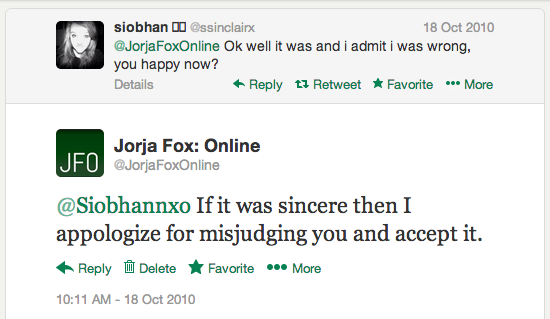 siobhan @ssinclairx 18 Oct 2010
@JorjaFoxOnline Ok well it was and i admit i was wrong,
you happy now?
Details Reply Retweet Favorite More
JFO
Jorja Fox: Online
@JorjaFoxOnline
@Siobhannxo If it was sincere then I
appologize for misjudging you and accept it.
Reply Delete Favorite More
10:11 AM - 18 Oct 2010